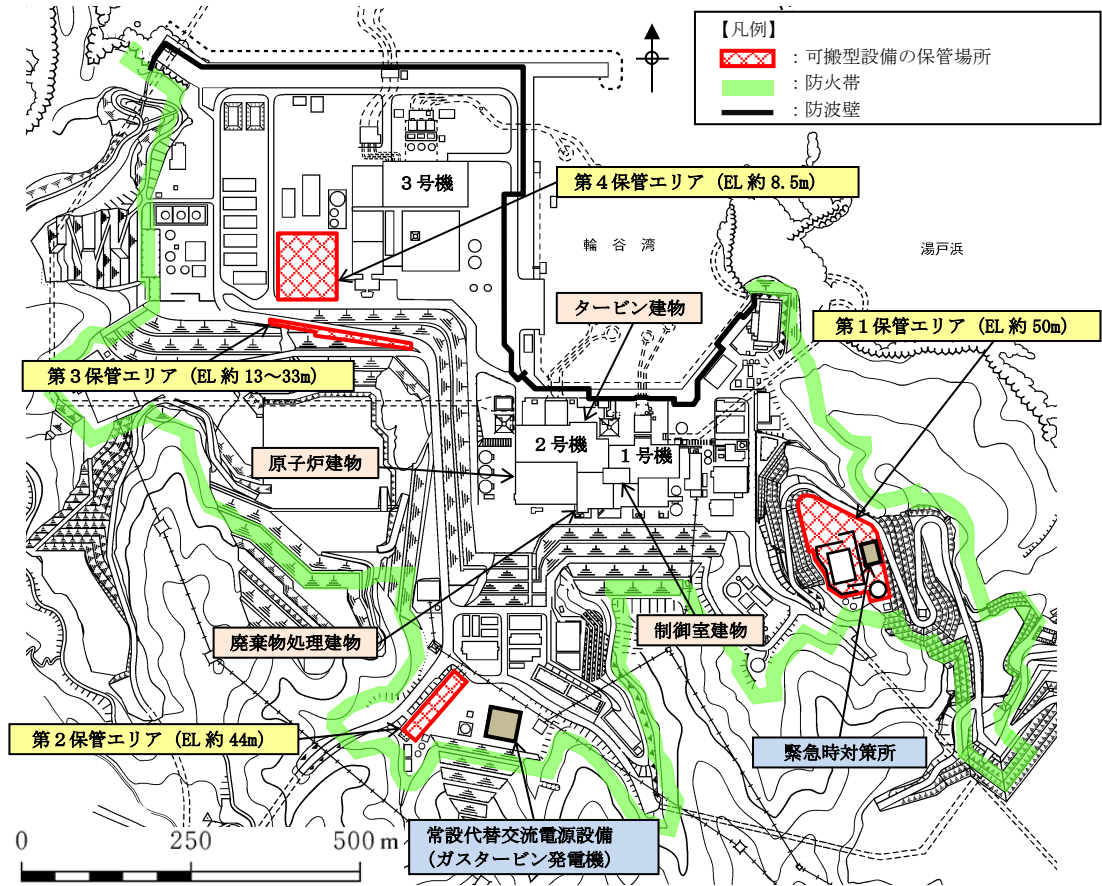 【凡例】
：可搬型設備の保管場所
：防火帯
：防波壁
3号機
第4保管エリア（EL 約 8.5m）
輪谷湾
湯戸浜
タービン建物
第1保管エリア（EL 約 50m）
第3保管エリア（EL 約 13～33m）
2号機
1号機
原子炉建物
廃棄物処理建物
制御室建物
第2保管エリア（EL 約 44m）
緊急時対策所
常設代替交流電源設備
（ガスタービン発電機）
0 250 500 m